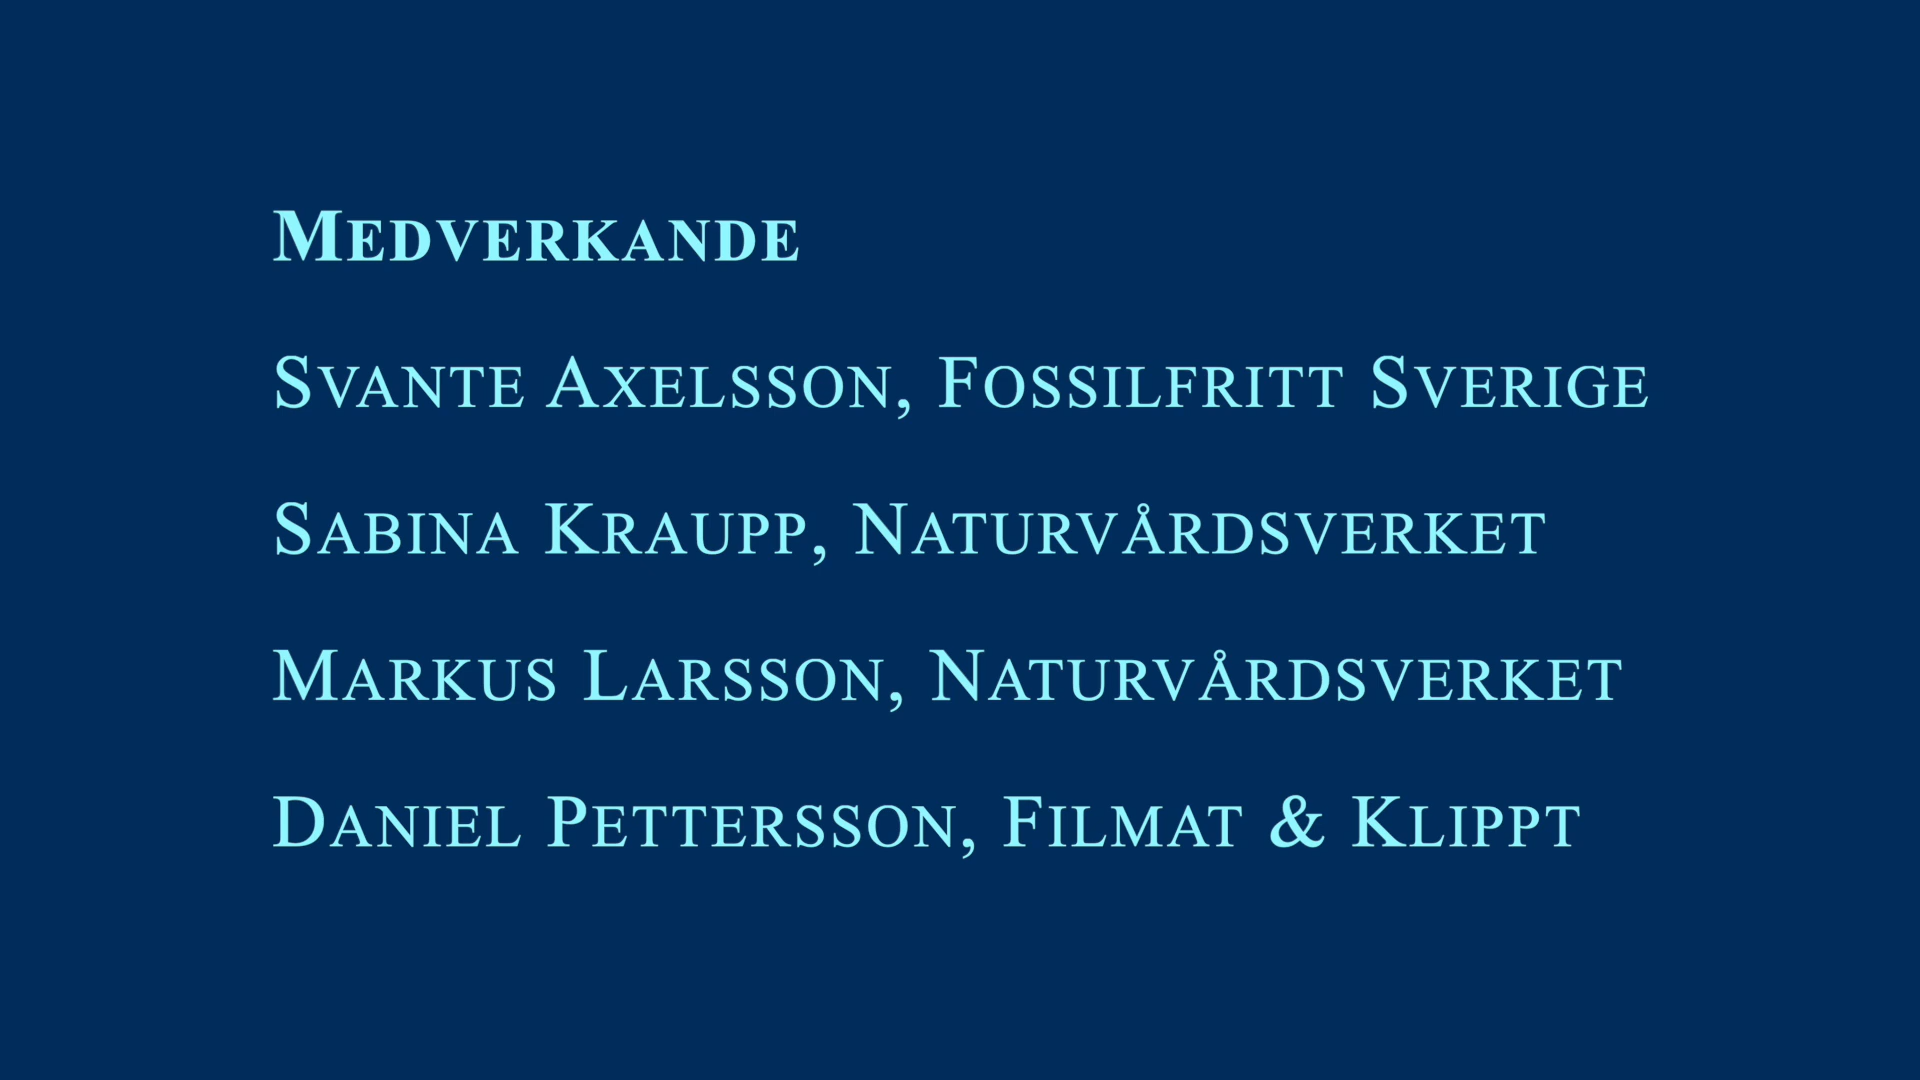 Medverkande
Svante Axelsson, Fossilfritt Sverige
Sabina Kraupp, Naturvårdsverket
Markus Larsson, Naturvårdsverket
Daniel Pettersson, Filmat & Klippt